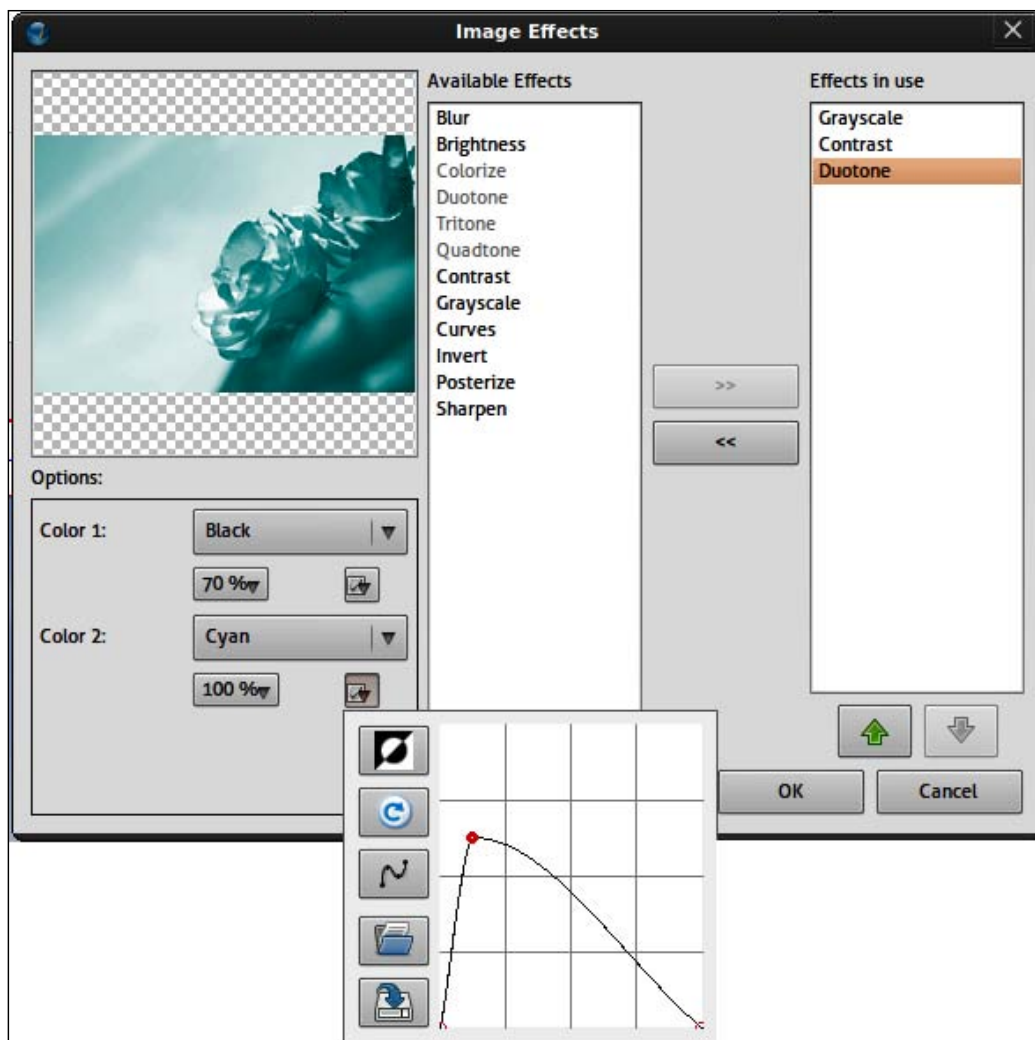 Image Effects
Available Effects
Blur
Brightness
Colorize
Duotone
Tritone
Quadtone
Contrast
Grayscale
Curves
Invert
Posterize
Sharpen
>>
<<
Effects in use
Grayscale
Contrast
Duotone
Options:
Color 1:
Black
70 %
Color 2:
Cyan
100 %
OK
Cancel